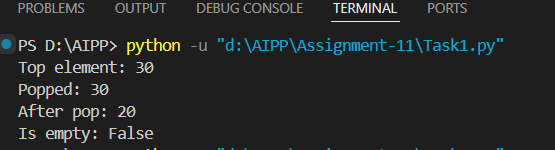 PROBLEMS OUTPUT DEBUG CONSOLE TERMINAL PORTS
PS D:\AIPP> python -u "d:\AIPP\Assignment-11\Task1.py"
Top element: 30
Popped: 30
After pop: 20
Is empty: False